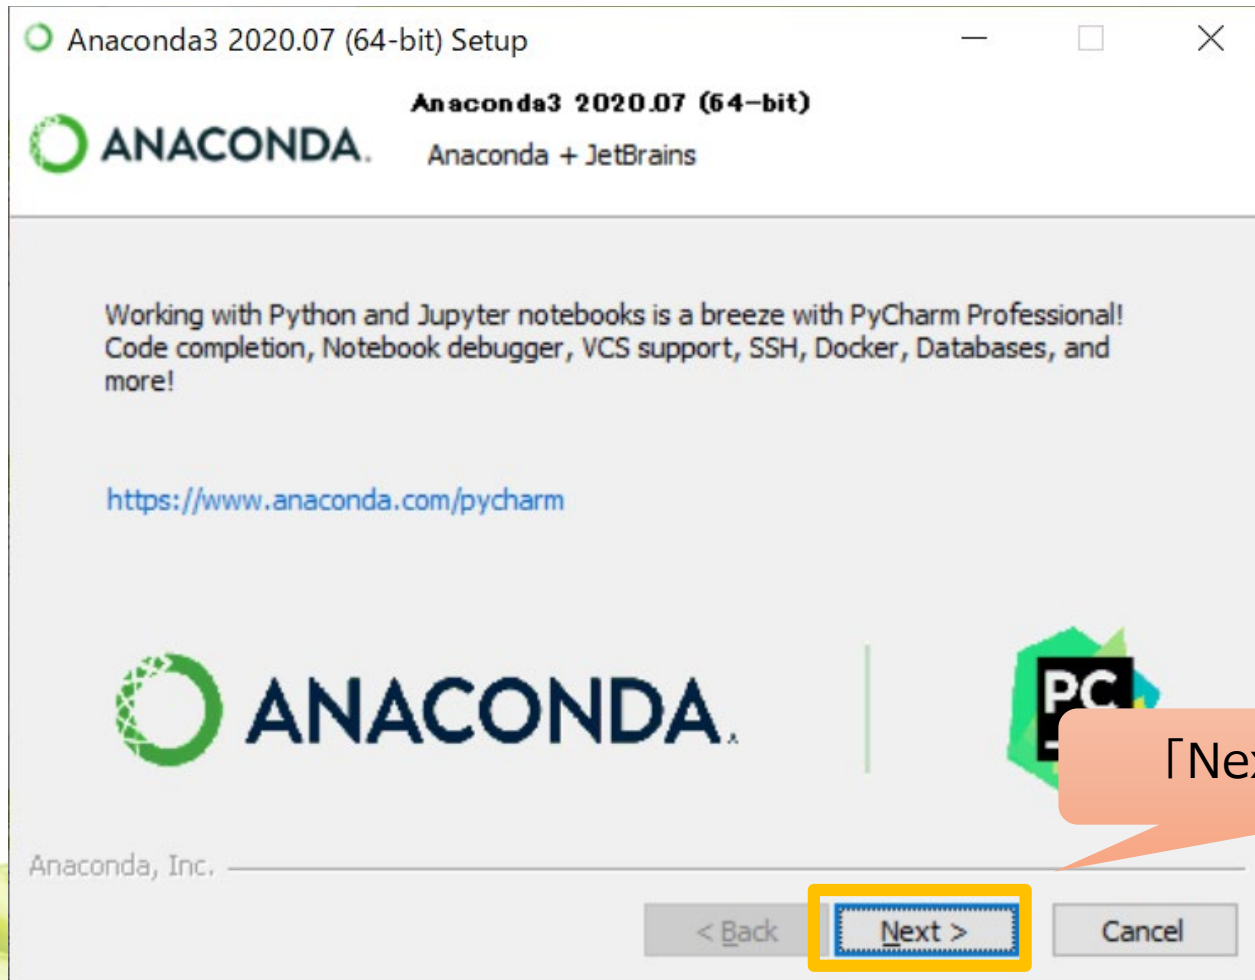 Anaconda3 2020.07 (64-bit) Setup
Anaconda3 2020.07 (64-bit)
ANACONDA.
Anaconda + JetBrains
Working with Python and Jupyter notebooks is a breeze with PyCharm Professional!
Code completion, Notebook debugger, VCS support, SSH, Docker, Databases, and
more!
https://www.anaconda.com/pycharm
ANACONDA.
PC
「Nex
Anaconda, Inc.
< Back
Next >
Cancel